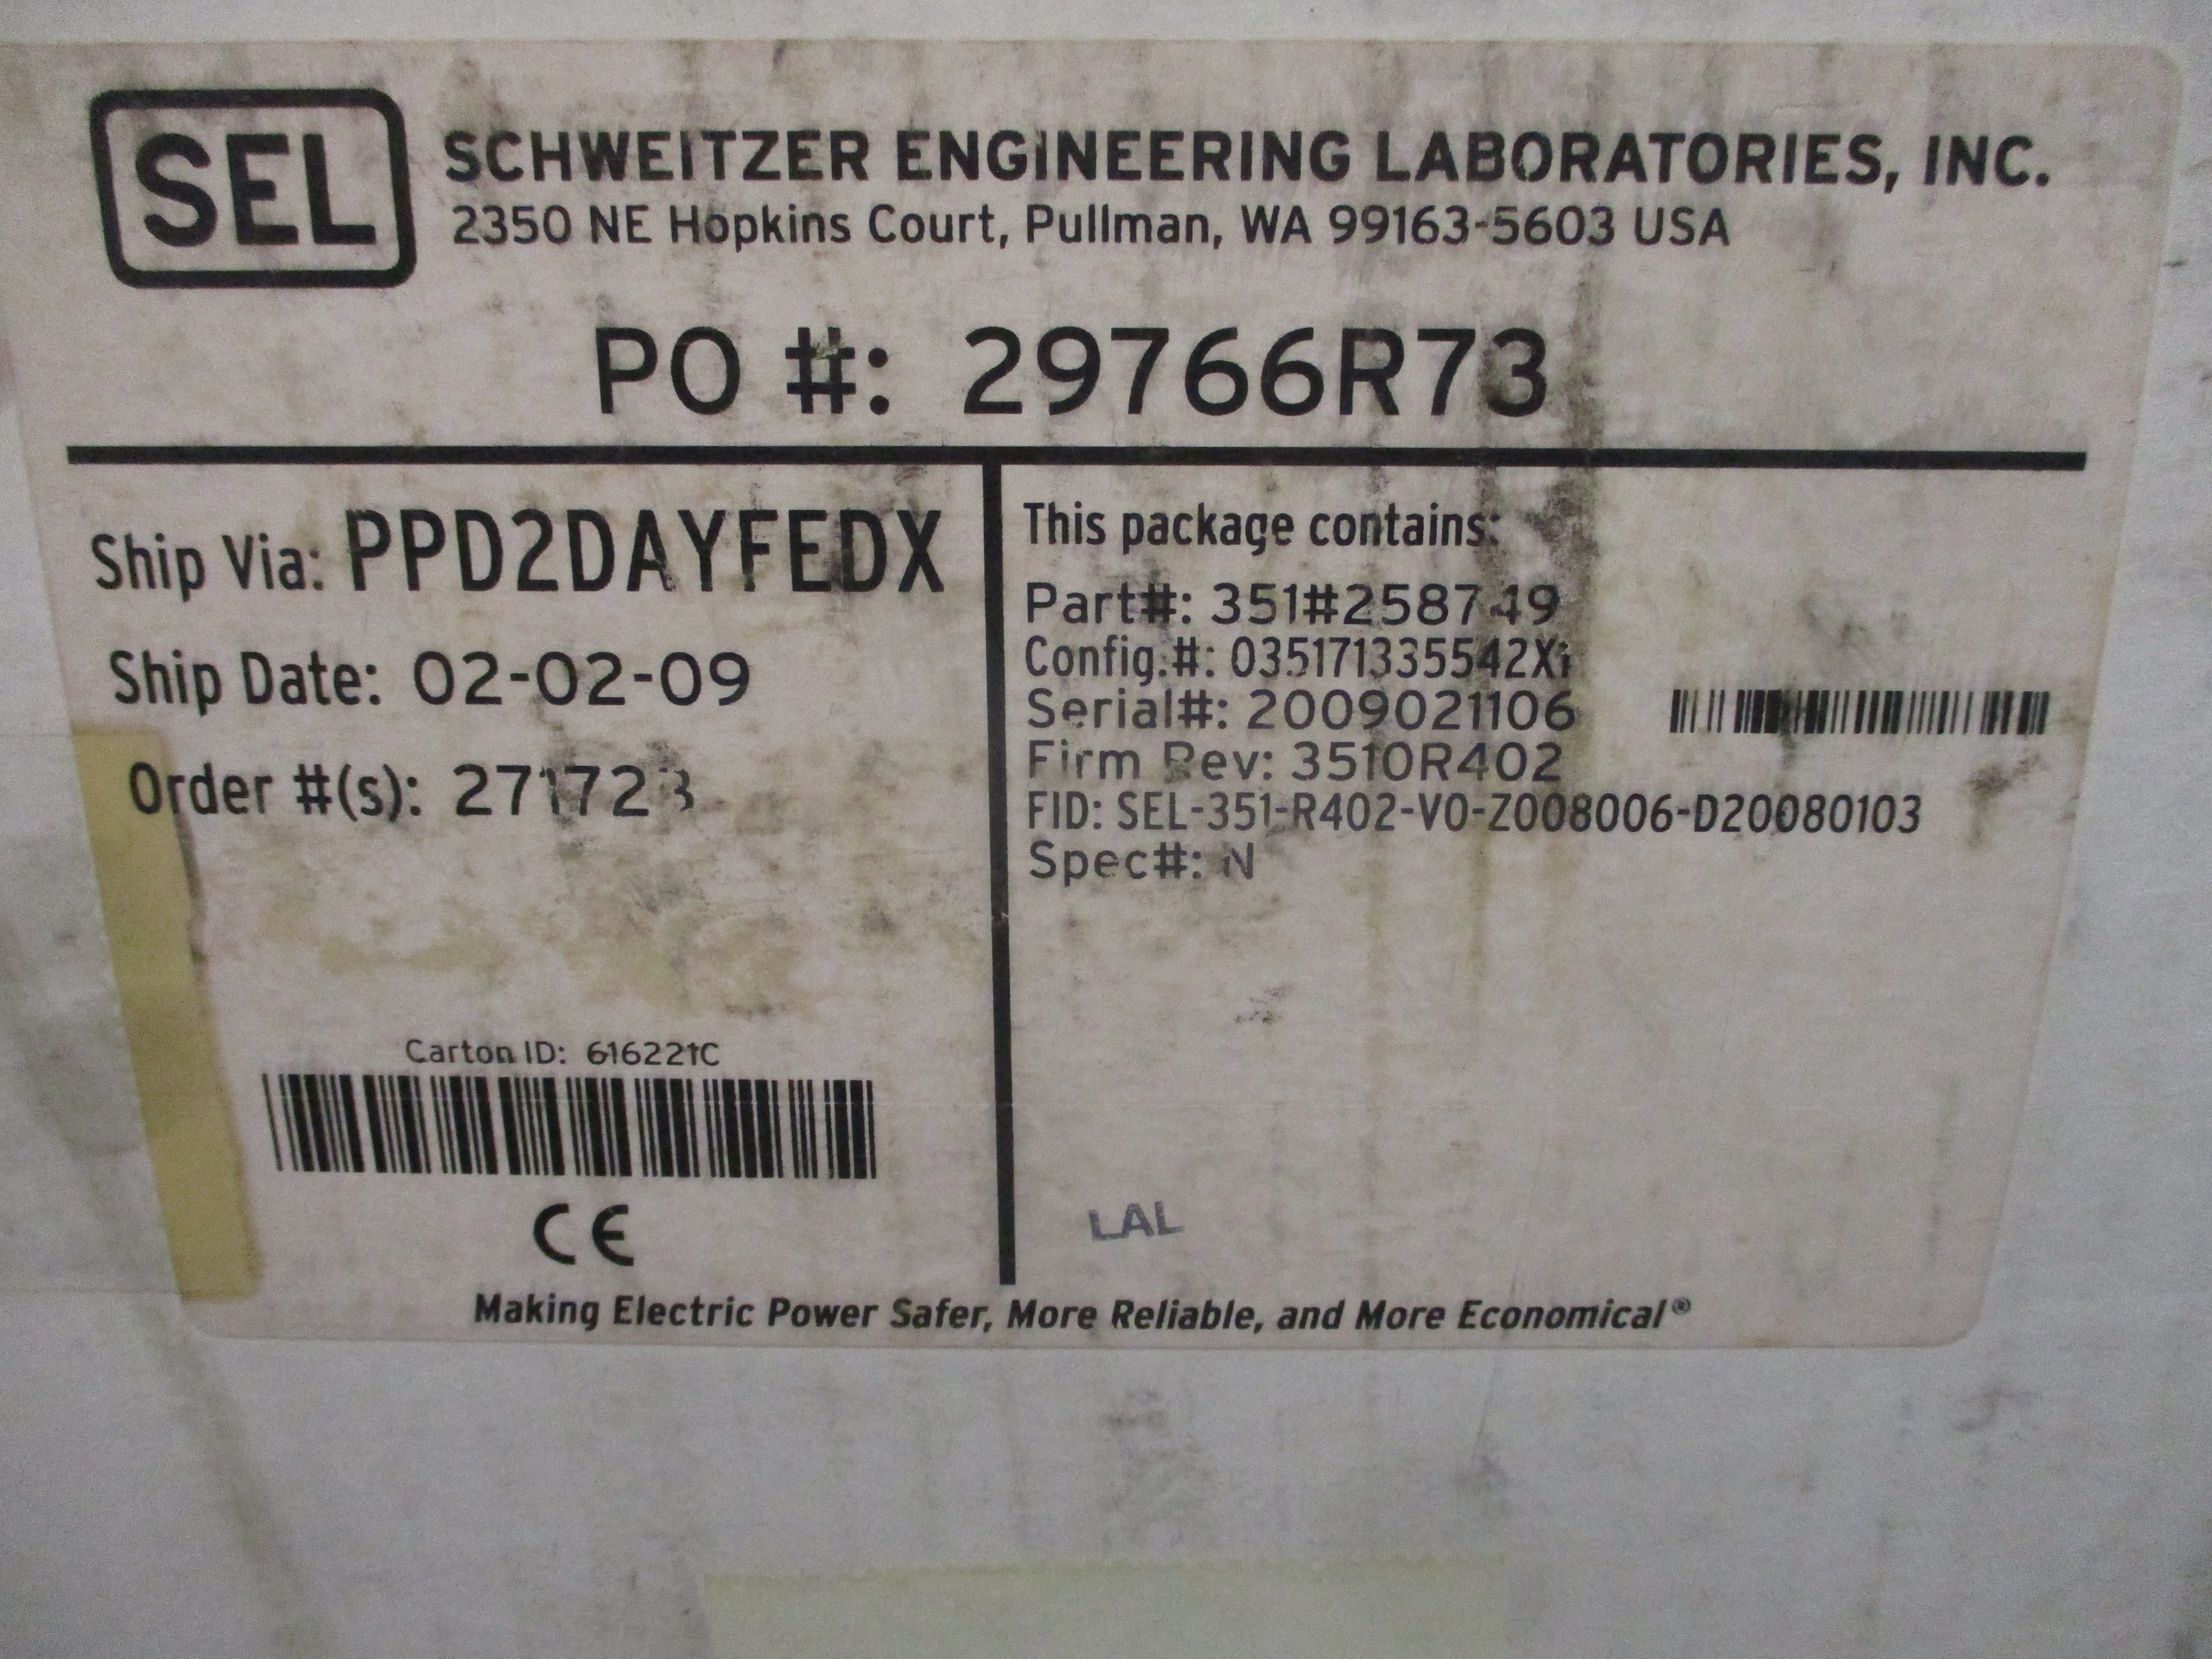 SEL
SCHWEITZER ENGINEERING LABORATORIES, INC.
2350 NE Hopkins Court, Pullman, WA 99163-5603 USA
PO #: 29766R73
Ship Via: PPD2DAYFEDX
Ship Date: 02-02-09
Order #(s):
Carton ID: 616221C
CE
This package contains:
Part#: 351#258749
Config.#:
Serial#: 2009021106
Firm Rev: 3510R402
FID: SEL-351-R402-V0-Z008006-D20080103
Spec#: N
LAL
Making Electric Power Safer, More Reliable, and More Economical®